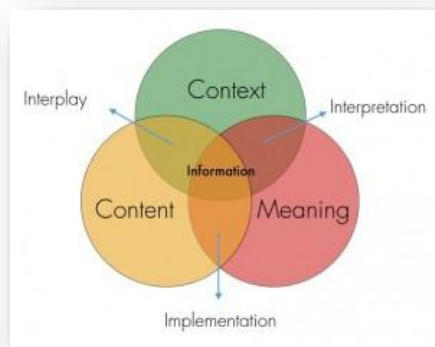 Context
Interplay
Interpretation
Information
Content
Meaning
Implementation